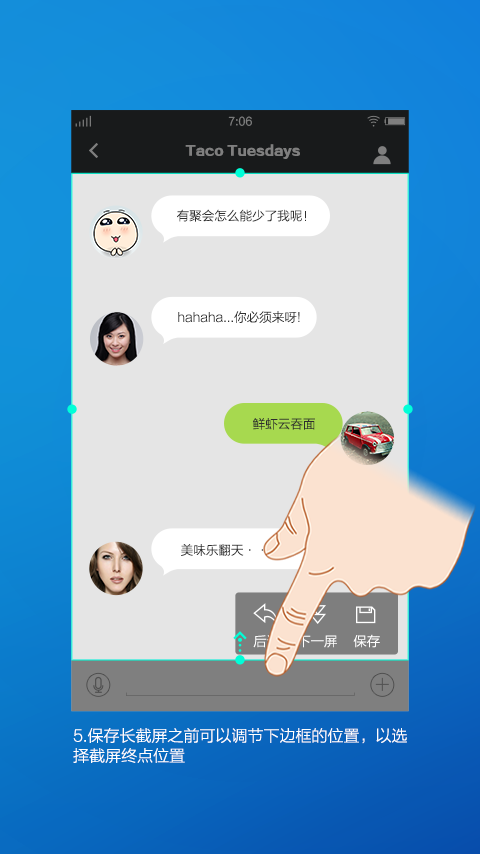 7:06
Taco Tuesdays
有聚会怎么能少了我呢!
hahaha...你必须来呀!
鲜虾云吞面
美味乐翻天· ·
后 下一屏 保存
5.保存长截屏之前可以调节下边框的位置，以选
择截屏终点位置